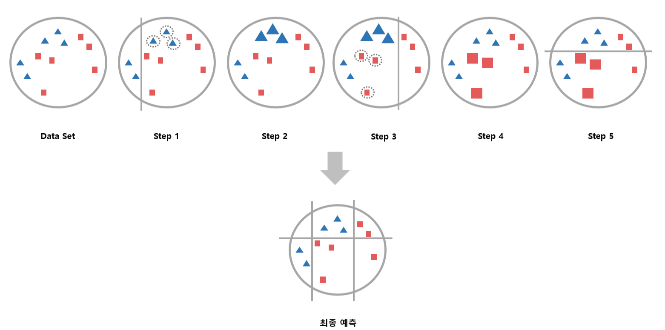 Data Set
Step 1
Step 2
Step 3
Step 4
Step 5
최종 예측